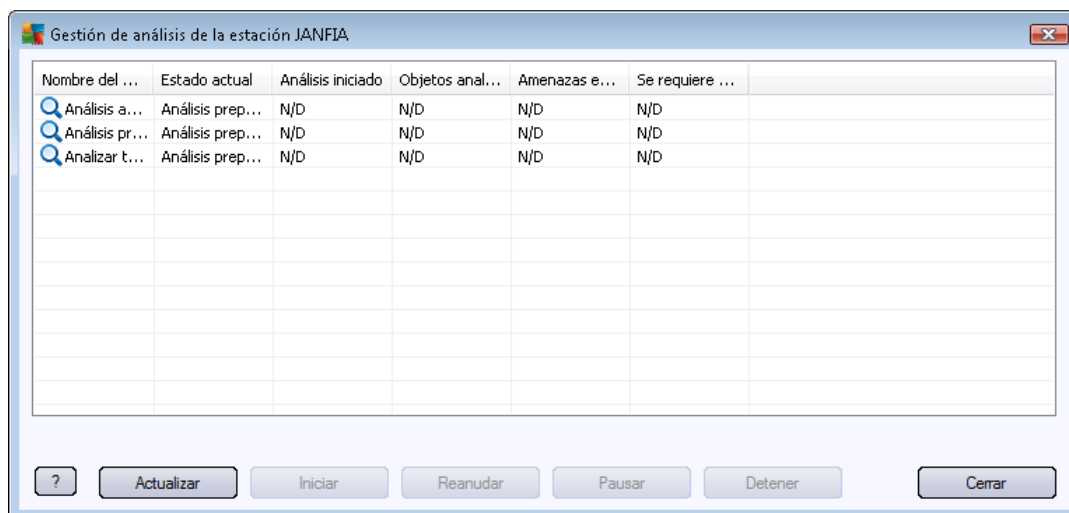 Gestión de análisis de la estación JANFIA
Nombre del ... Estado actual Análisis iniciado Objetos anal... Amenazas e... Se requiere ...
Análisis a... Análisis prep... N/D N/D N/D N/D
Análisis pr... Análisis prep... N/D N/D N/D N/D
Analizar t... Análisis prep... N/D N/D N/D N/D
? Actualizar Iniciar Reanudar Pausar Detener Cerrar